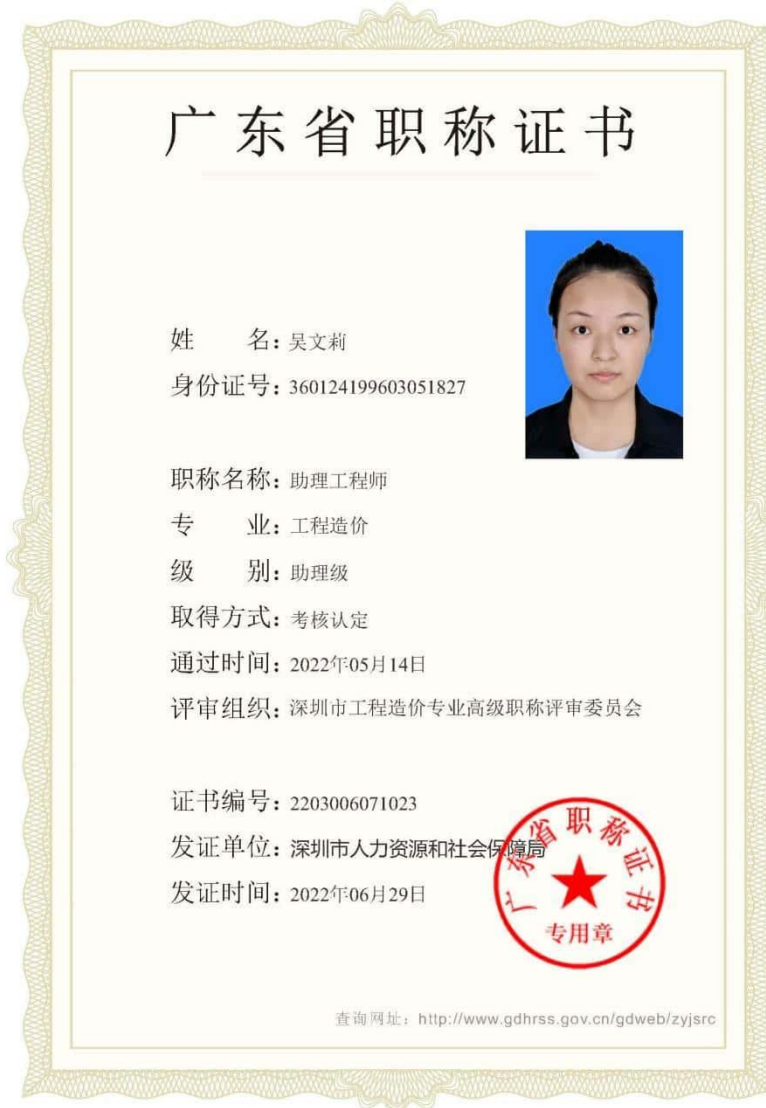 广东省职称证书
姓 名：吴文莉
身份证号：360124199603051827
职称名称：助理工程师
专 业：工程造价
级 别：助理级
取得方式：考核认定
通过时间：2022年05月14日
评审组织：深圳市工程造价专业高级职称评审委员会
证书编号：2203006071023
发证单位：深圳市人力资源和社会保障局
发证时间：2022年06月29日
广东省职称证书
专用章
查询网址：http://www.gdhrss.gov.cn/gdweb/zyjsrc